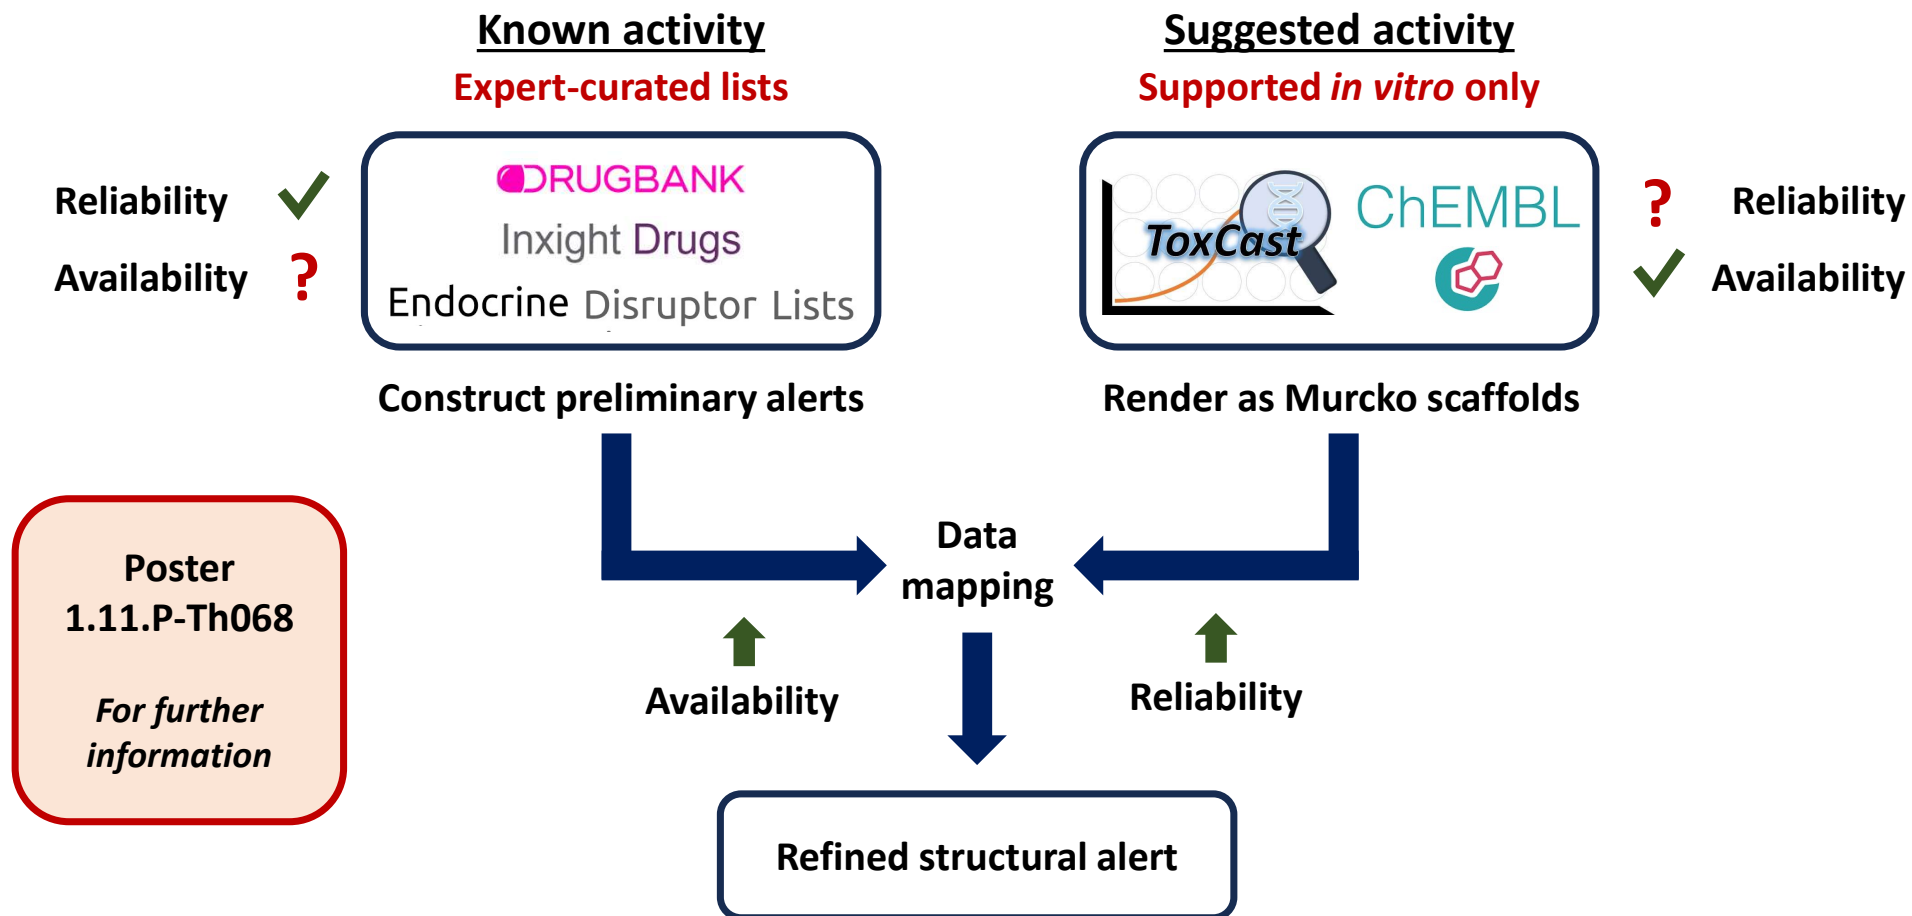 Known activity
Expert-curated lists
Reliability
Availability
?
DRUGBANK
Inxight Drugs
Endocrine Disruptor Lists
Construct preliminary alerts
Suggested activity
Supported in vitro only
ToxCast
ChEMBL
?
Reliability
Availability
Render as Murcko scaffolds
Data
mapping
Availability
Reliability
Poster
1.11.P-Th068
For further
information
Refined structural alert